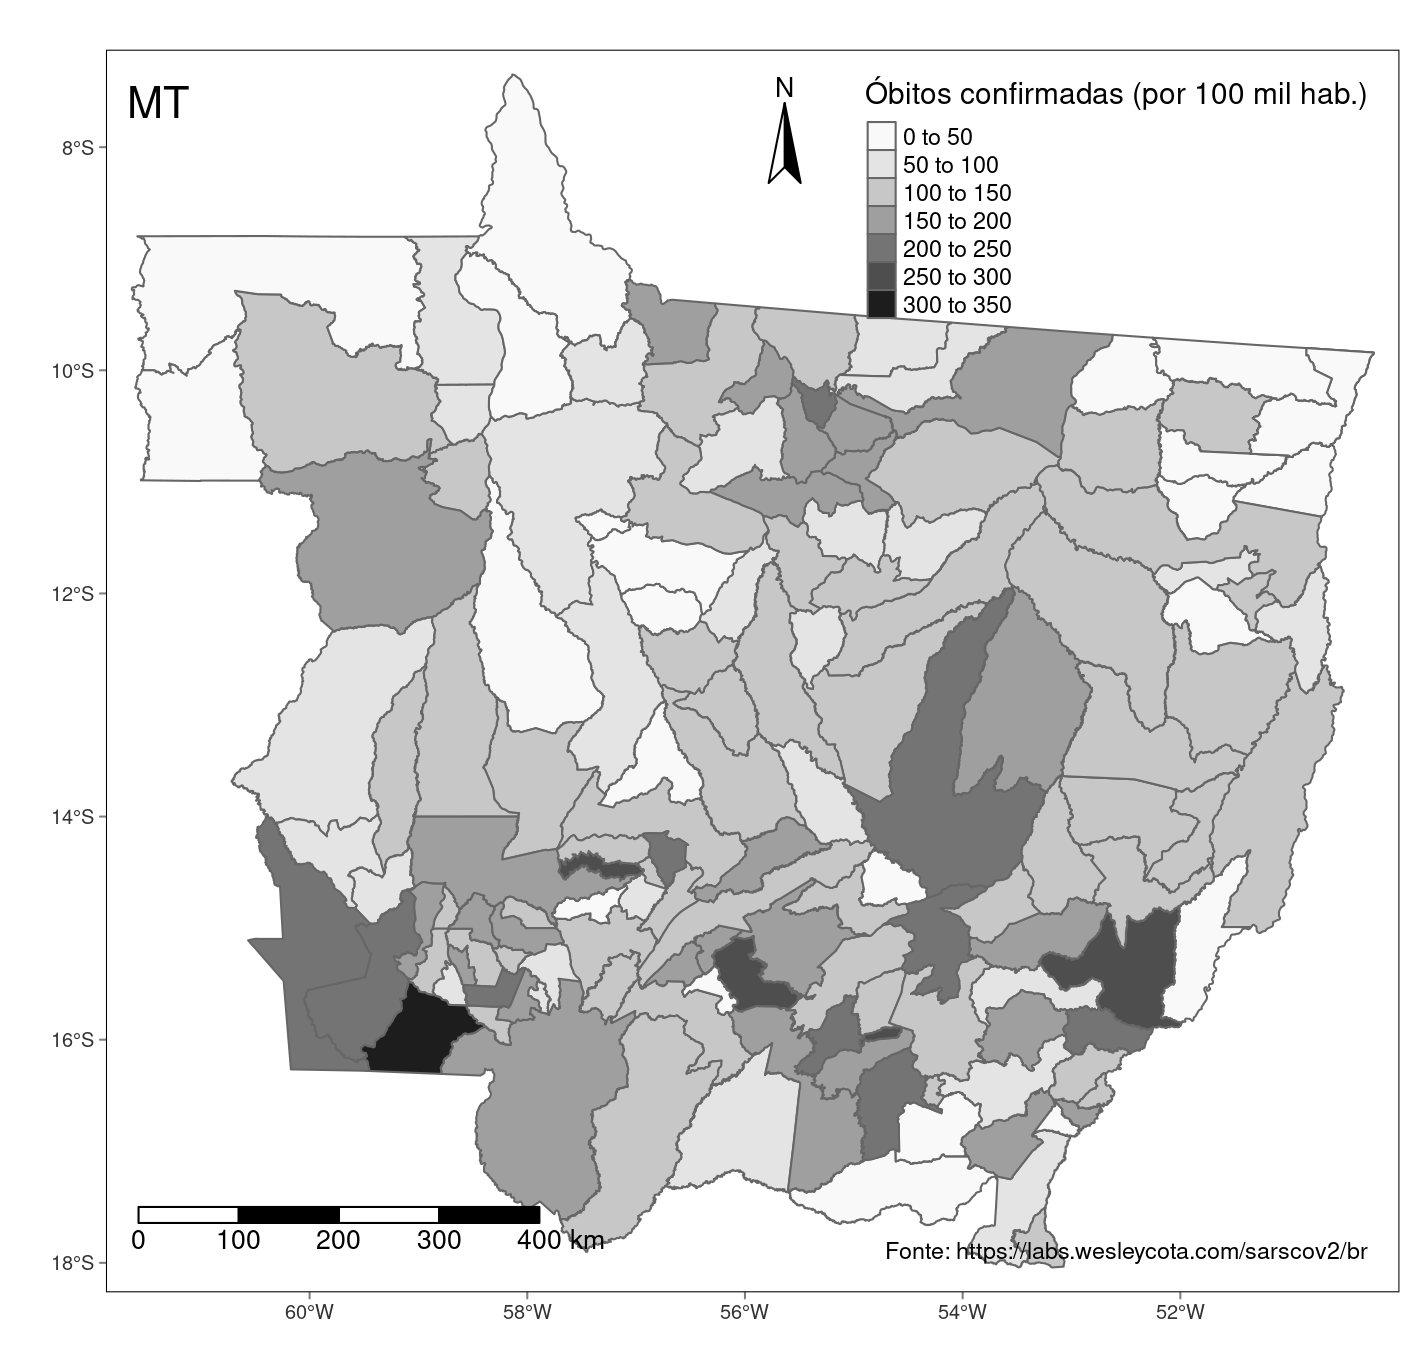 MT
N
Óbitos confirmadas (por 100 mil hab.)
0 to 50
50 to 100
100 to 150
150 to 200
200 to 250
250 to 300
300 to 350
8°S
10°S
12°S
14°S
16°S
18°S
0 100 200 300 400 km
Fonte: https://labs.wesleycota.com/sarscov2/br
60°W 58°W 56°W 54°W 52°W